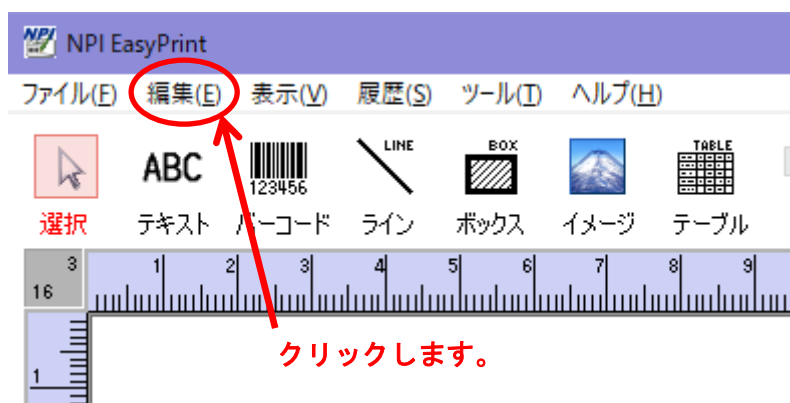 NPI NPI EasyPrint
ファイル(F) 編集(E) 表示(V) 履歴(S) ツール(T) ヘルプ(H)
ABC 123456 LINE BOX TABLE
選択 テキスト バーコード ライン ボックス イメージ テーブル
3 1 2 3 4 5 6 7 8 9
16
クリックします。
1